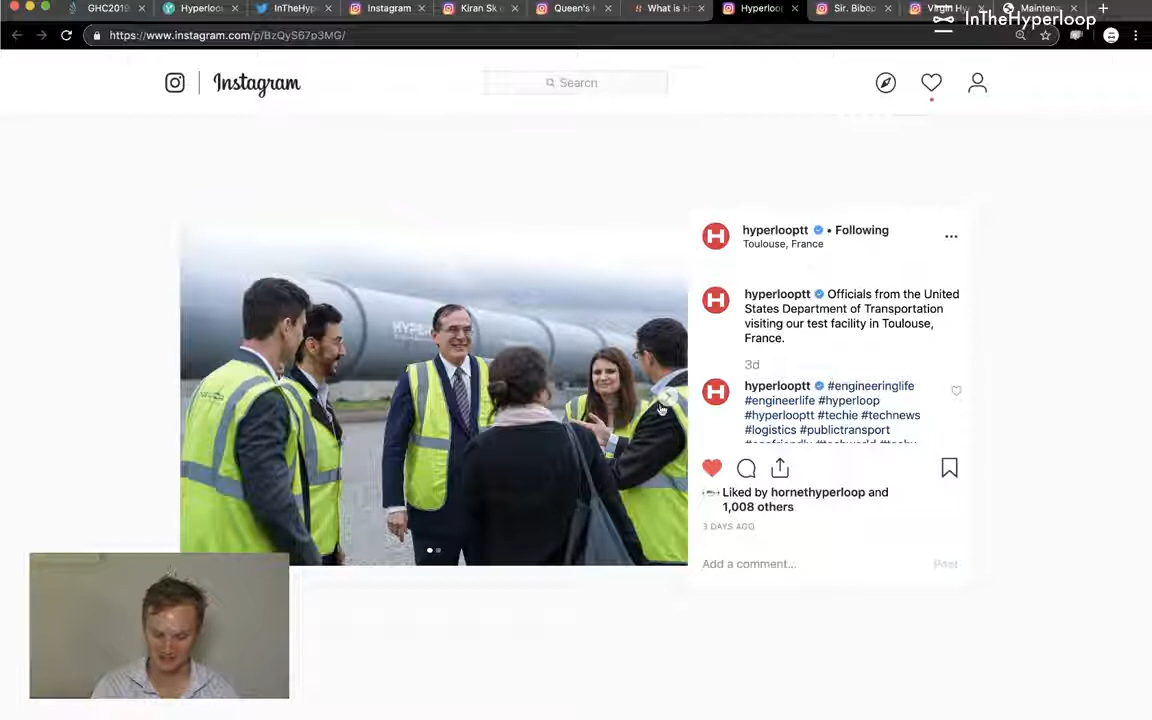 GHC2019
Hyperloo
InTheHy
Instagram
Kiran Sk
Queen's
What is
Hyperloo
Sir. Bibop
Virgin Hy
Mainten
InTheHyperloop
https://www.instagram.com/p/BzQyS67p3MG/
Instagram
Search
hyperlooptt • Following
Toulouse, France
hyperlooptt Officials from the United
States Department of Transportation
visiting our test facility in Toulouse,
France.
3d
hyperlooptt #engineeringlife
#engineerlife #hyperloop
#hyperlooptt #techie #technews
#logistics #publictransport
Liked by hornethyperloop and
1,008 others
3 DAYS AGO
Add a comment...
Post